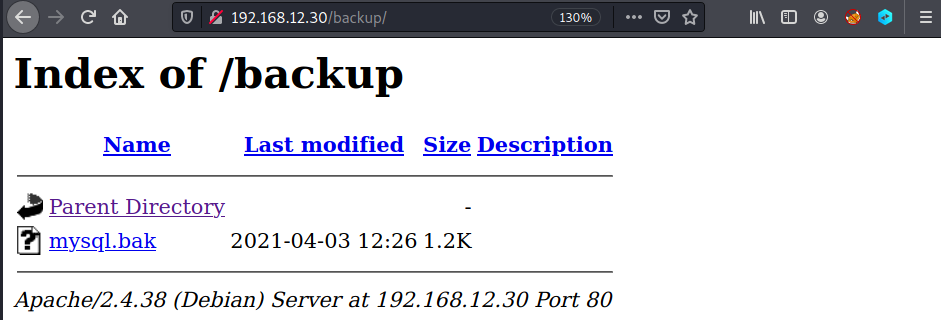 192.168.12.30/backup/ 130%
Index of /backup
Name Last modified Size Description
Parent Directory -
mysql.bak 2021-04-03 12:26 1.2K
Apache/2.4.38 (Debian) Server at 192.168.12.30 Port 80